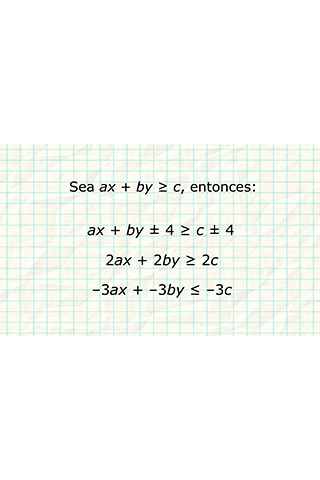 Sea ax + by ≥ c, entonces:
ax + by ± 4 ≥ c ± 4
2ax + 2by ≥ 2c
–3ax + –3by ≤ –3c